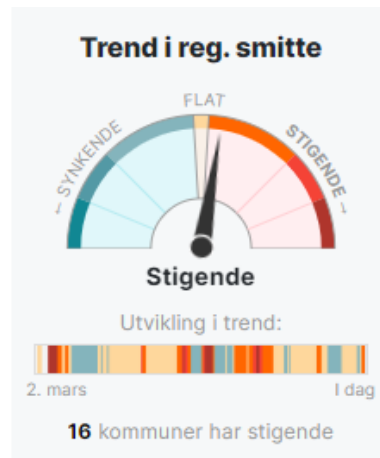 Trend i reg. smitte
FLAT
← SYNKENDE
STIGENDE →
Stigende
Utvikling i trend:
2. mars
I dag
16 kommuner har stigende